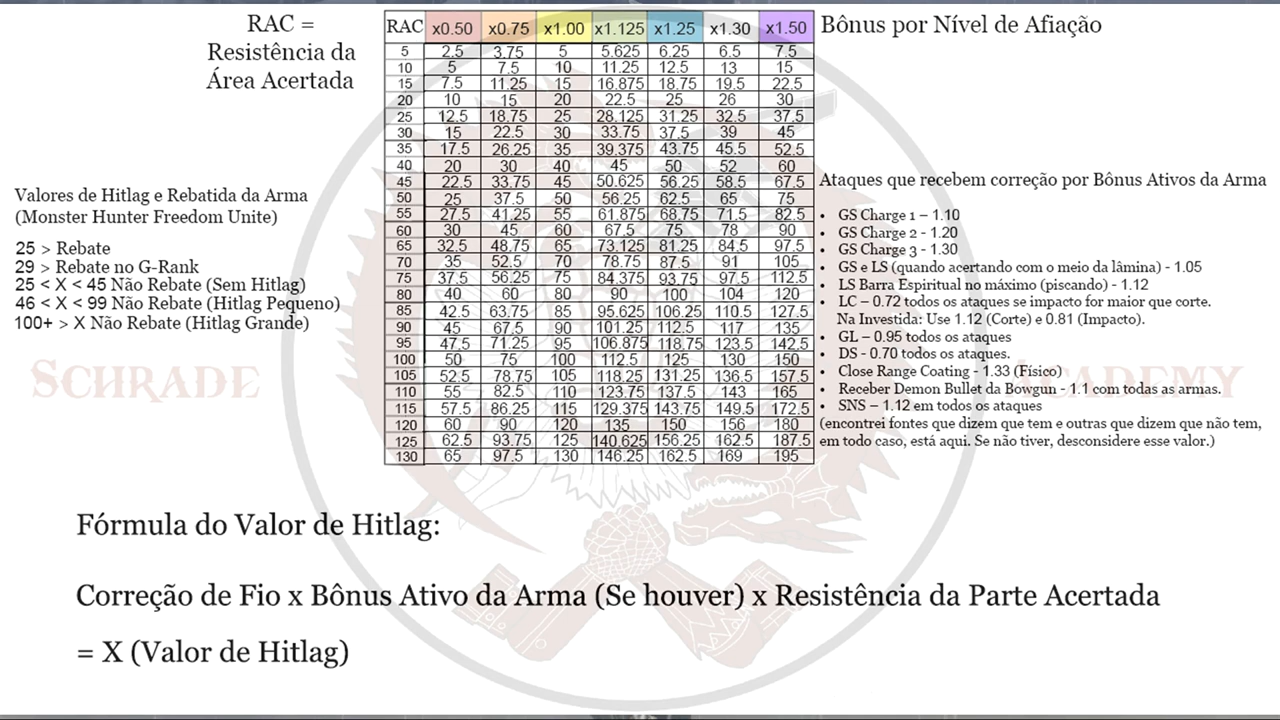 RAC =
Resistência da
Área Acertada
Valores de Hitlag e Rebatida da Arma
(Monster Hunter Freedom Unite)
25 > Rebate
29 > Rebate no G-Rank
25 < X < 45 Não Rebate (Sem Hitlag)
46 < X < 99 Não Rebate (Hitlag Pequeno)
100+ > X Não Rebate (Hitlag Grande)
RAC x0.50 x0.75 x1.00 x1.125 x1.25 x1.30 x1.50
5 2.5 3.75 5 5.625 6.25 6.5 7.5
10 5 7.5 10 11.25 12.5 13 15
15 7.5 11.25 15 16.875 18.75 19.5 22.5
20 10 15 20 22.5 25 26 30
25 12.5 18.75 25 28.125 31.25 32.5 37.5
30 15 22.5 30 33.75 37.5 39 45
35 17.5 26.25 35 39.375 43.75 45.5 52.5
40 20 30 40 45 50 52 60
45 22.5 33.75 45 50.625 56.25 58.5 67.5
50 25 37.5 50 56.25 62.5 65 75
55 27.5 41.25 55 61.875 68.75 71.5 82.5
60 30 45 60 67.5 75 78 90
65 32.5 48.75 65 73.125 81.25 84.5 97.5
70 35 52.5 70 78.75 87.5 91 105
75 37.5 56.25 75 84.375 93.75 97.5 112.5
80 40 60 80 90 100 104 120
85 42.5 63.75 85 95.625 106.25 110.5 127.5
90 45 67.5 90 101.25 112.5 117 135
95 47.5 71.25 95 106.875 118.75 123.5 142.5
100 50 75 100 112.5 125 130 150
105 52.5 78.75 105 118.25 131.25 136.5 157.5
110 55 82.5 110 123.75 137.5 143 165
115 57.5 86.25 115 129.375 143.75 149.5 172.5
120 60 90 120 135 150 156 180
125 62.5 93.75 125 140.625 156.25 162.5 187.5
130 65 97.5 130 146.25 162.5 169 195
Bônus por Nível de Afiação
Ataques que recebem correção por Bônus Ativos da Arma
• GS Charge 1 – 1.10
• GS Charge 2 - 1.20
• GS Charge 3 - 1.30
• GS e LS (quando acertando com o meio da lâmina) - 1.05
• LS Barra Espiritual no máximo (piscando) - 1.12
• LC – 0.72 todos os ataques se impacto for maior que corte.
Na Investida: Use 1.12 (Corte) e 0.81 (Impacto).
• GL – 0.95 todos os ataques
• DS - 0.70 todos os ataques.
• Close Range Coating - 1.33 (Físico)
• Receber Demon Bullet da Bowgun - 1.1 com todas as armas.
• SNS – 1.12 em todos os ataques
(encontrei fontes que dizem que tem e outras que dizem que não tem,
em todo caso, está aqui. Se não tiver, desconsidere esse valor.)
SCHRADE ACADEMY
Fórmula do Valor de Hitlag:
Correção de Fio x Bônus Ativo da Arma (Se houver) x Resistência da Parte Acertada
= X (Valor de Hitlag)